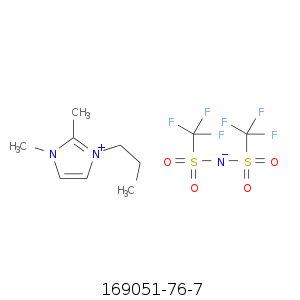 CH₃
H₃C
N
N⁺
H₃C
F F F F F F
O S N⁻ S O
O O
169051-76-7